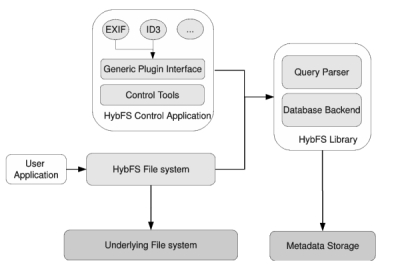 EXIF
ID3
...
Generic Plugin Interface
Control Tools
HybFS Control Application
Query Parser
Database Backend
HybFS Library
User
Application
HybFS File system
Underlying File system
Metadata Storage